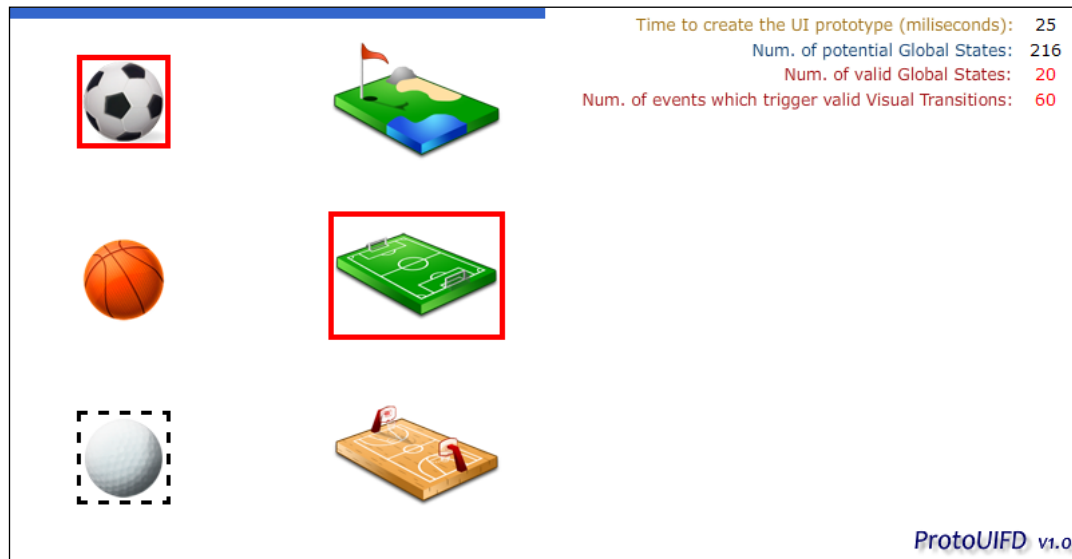 Time to create the UI prototype (miliseconds): 25
Num. of potential Global States: 216
Num. of valid Global States: 20
Num. of events which trigger valid Visual Transitions: 60
ProtoUIFD v1.0